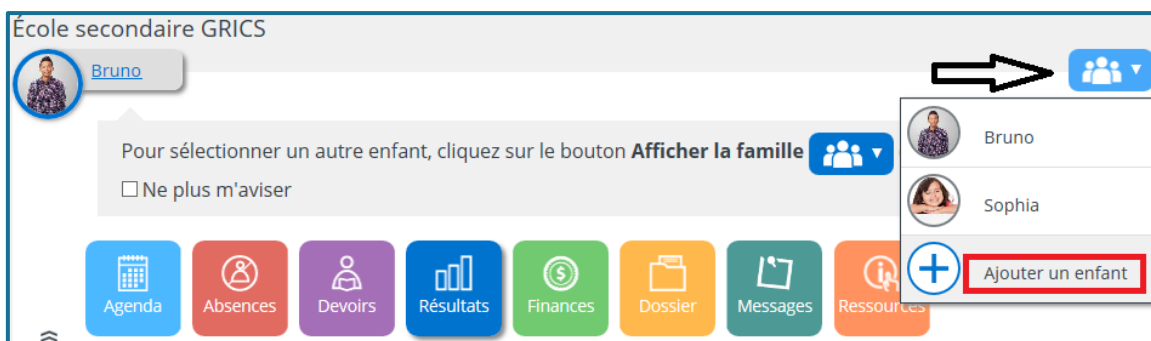 École secondaire GRICS
Bruno
Pour sélectionner un autre enfant, cliquez sur le bouton Afficher la famille
Ne plus m'aviser
Bruno
Sophia
Ajouter un enfant
Agenda
Absences
Devoirs
Résultats
Finances
Dossier
Messages
Ressources